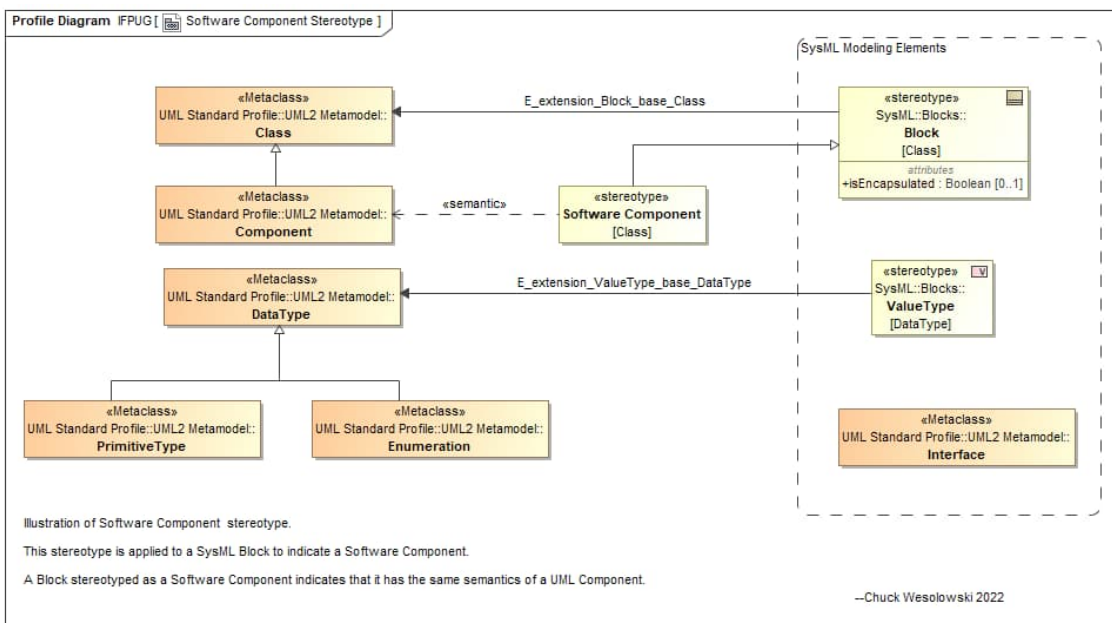 Profile Diagram IFPUG [ Software Component Stereotype ]
SysML Modeling Elements
«Metaclass»
UML Standard Profile::UML2 Metamodel::
Class
E_extension_Block_base_Class
«stereotype»
SysML::Blocks::
Block
[Class]
attributes
+isEncapsulated : Boolean [0..1]
«Metaclass»
UML Standard Profile::UML2 Metamodel::
Component
«semantic»
«stereotype»
Software Component
[Class]
«Metaclass»
UML Standard Profile::UML2 Metamodel::
DataType
E_extension_ValueType_base_DataType
«stereotype»
V
SysML::Blocks::
ValueType
[DataType]
«Metaclass»
UML Standard Profile::UML2 Metamodel::
PrimitiveType
«Metaclass»
UML Standard Profile::UML2 Metamodel::
Enumeration
«Metaclass»
UML Standard Profile::UML2 Metamodel::
Interface
Illustration of Software Component stereotype.
This stereotype is applied to a SysML Block to indicate a Software Component.
A Block stereotyped as a Software Component indicates that it has the same semantics of a UML Component.
--Chuck Wesolowski 2022